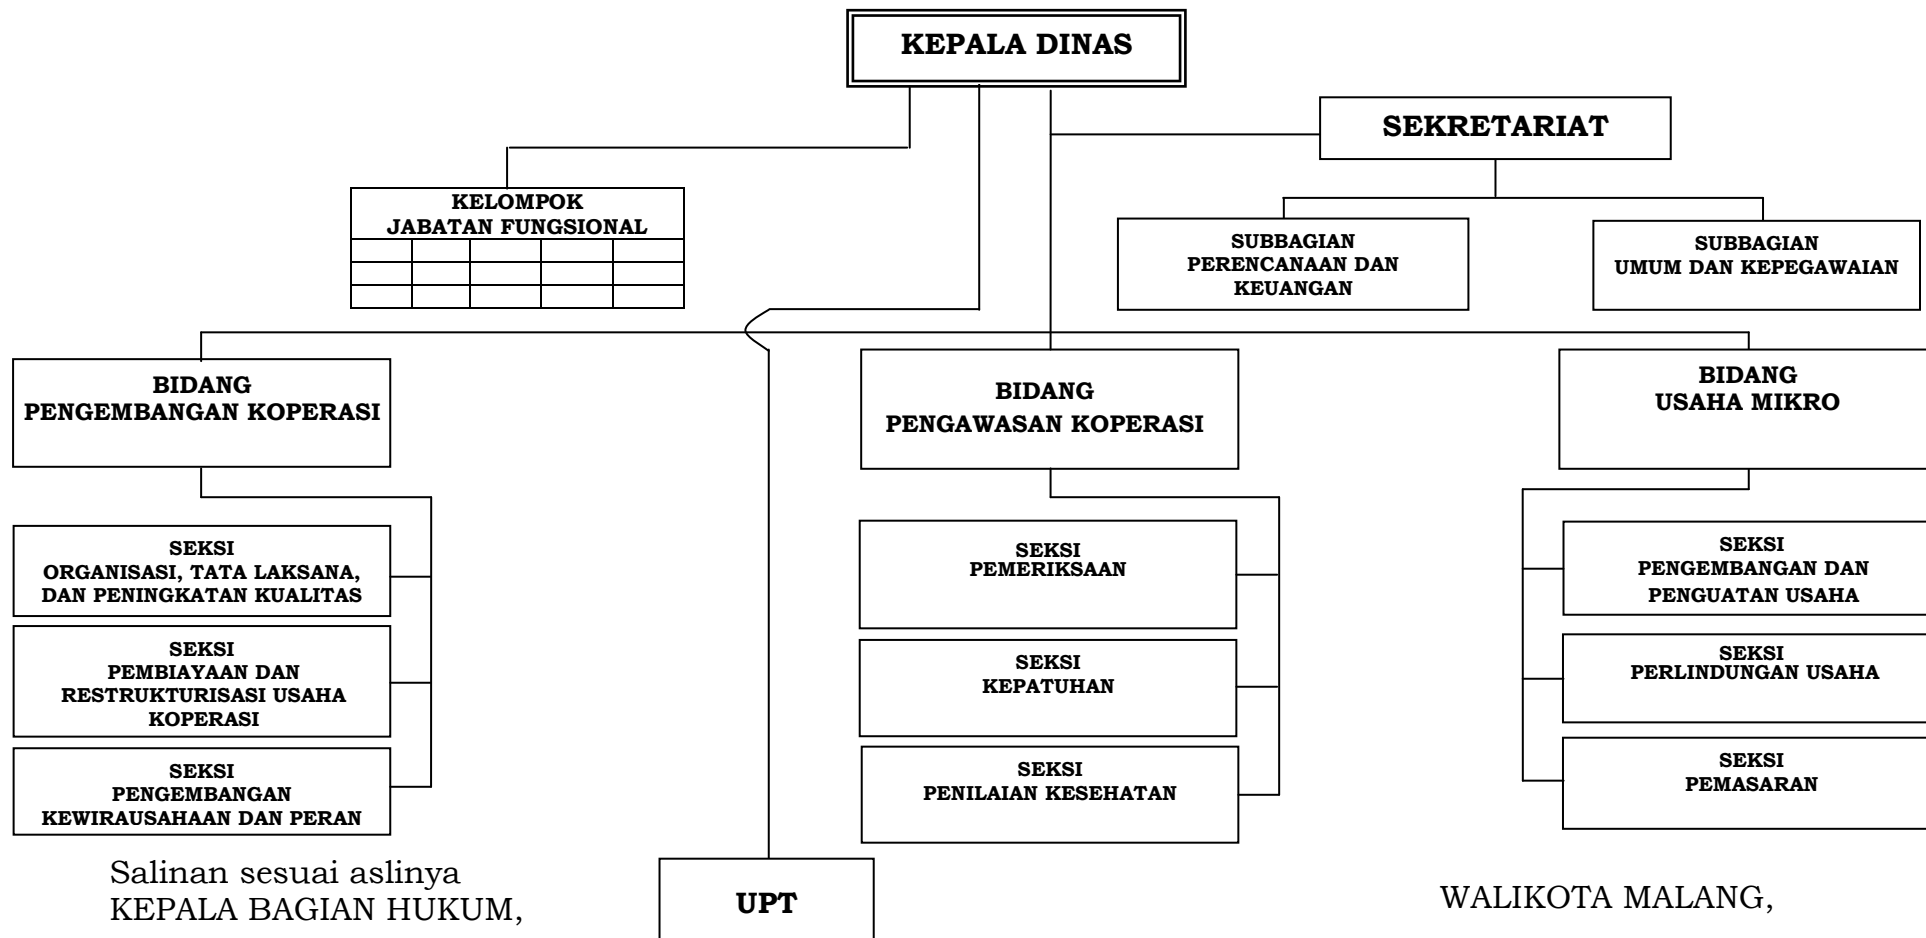 KEPALA DINAS
SEKRETARIAT
KELOMPOK
JABATAN FUNGSIONAL
SUBBAGIAN
PERENCANAAN DAN
KEUANGAN
SUBBAGIAN
UMUM DAN KEPEGAWAIAN
BIDANG
PENGEMBANGAN KOPERASI
BIDANG
PENGAWASAN KOPERASI
BIDANG
USAHA MIKRO
SEKSI
ORGANISASI, TATA LAKSANA,
DAN PENINGKATAN KUALITAS
SEKSI
PEMBIAYAAN DAN
RESTRUKTURISASI USAHA
KOPERASI
SEKSI
PENGEMBANGAN
KEWIRAUSAHAAN DAN PERAN
SEKSI
PEMERIKSAAN
SEKSI
KEPATUHAN
SEKSI
PENILAIAN KESEHATAN
SEKSI
PENGEMBANGAN DAN
PENGUATAN USAHA
SEKSI
PERLINDUNGAN USAHA
SEKSI
PEMASARAN
Salinan sesuai aslinya
KEPALA BAGIAN HUKUM,
UPT
WALIKOTA MALANG,